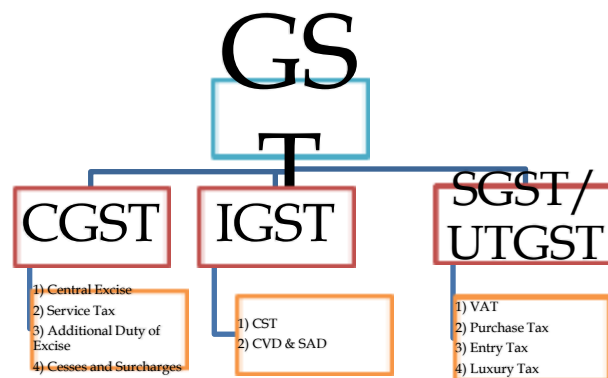 GS
T
CGST
IGST
SGST/
UTGST
1) Central Excise
2) Service Tax
3) Additional Duty of
Excise
4) Cesses and Surcharges
1) CST
2) CVD & SAD
1) VAT
2) Purchase Tax
3) Entry Tax
4) Luxury Tax